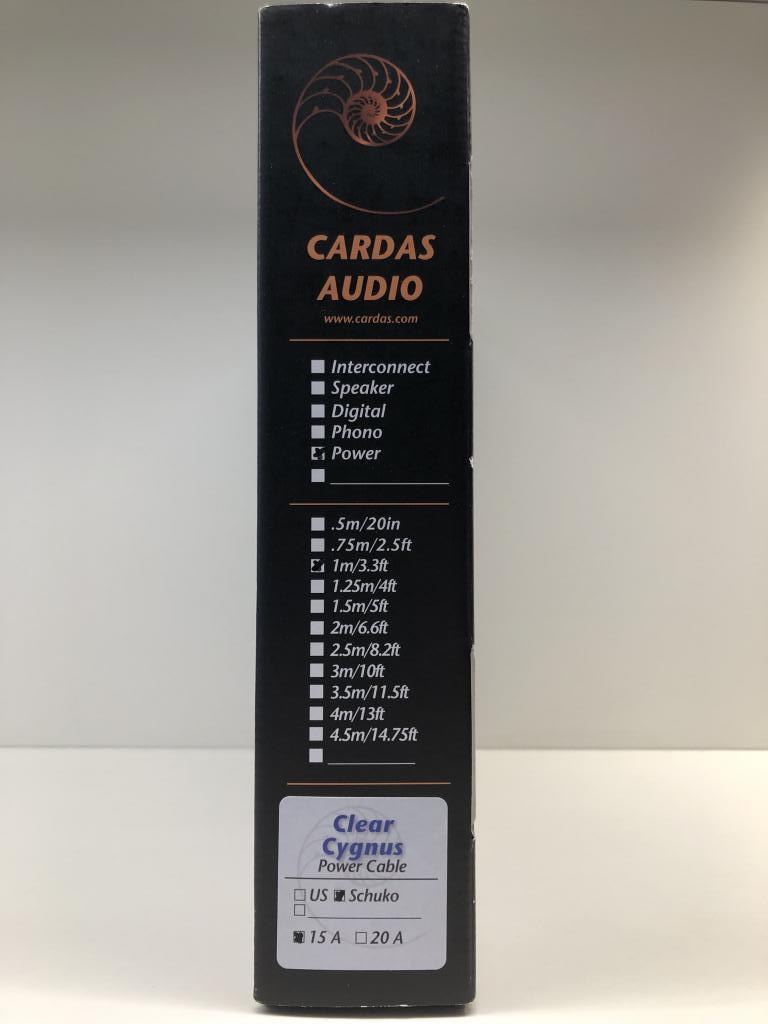 CARDAS
AUDIO
www.cardas.com
Interconnect
Speaker
Digital
Phono
Power
.5m/20in
.75m/2.5ft
1m/3.3ft
1.25m/4ft
1.5m/5ft
2m/6.6ft
2.5m/8.2ft
3m/10ft
3.5m/11.5ft
4m/13ft
4.5m/14.75ft
Clear
Cygnus
Power Cable
US Schuko
15 A 20 A